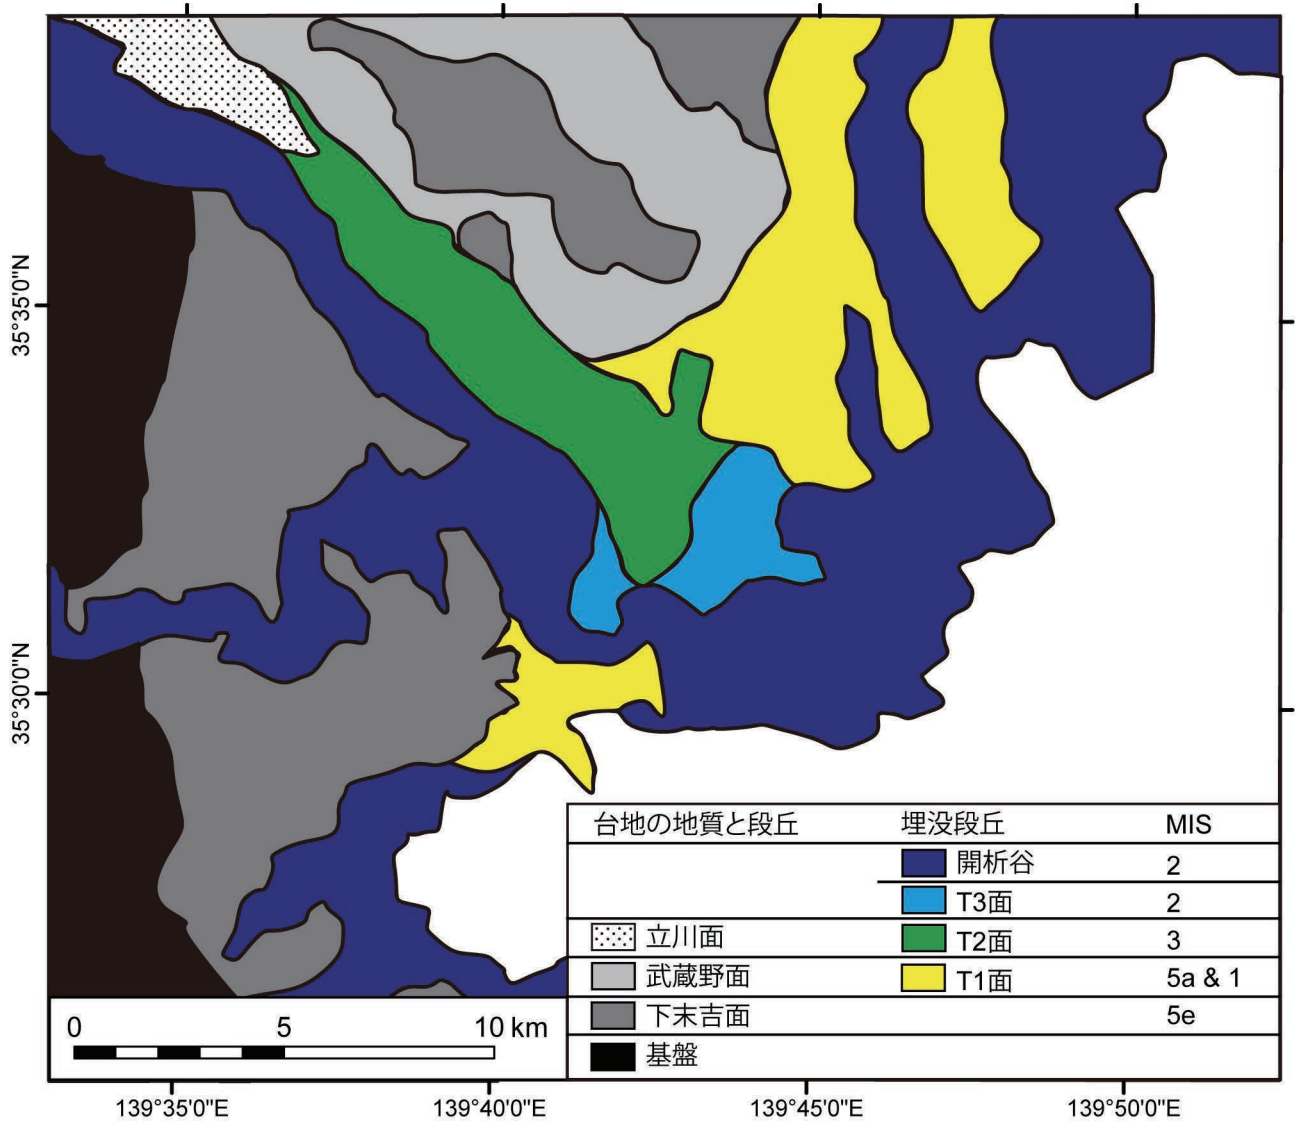 35°35'0"N
35°30'0"N
台地の地質と段丘 埋没段丘 MIS
開析谷 2
T3面 2
立川面 T2面 3
武蔵野面 T1面 5a & 1
下末吉面 5e
基盤
0 5 10 km
139°35'0"E 139°40'0"E 139°45'0"E 139°50'0"E